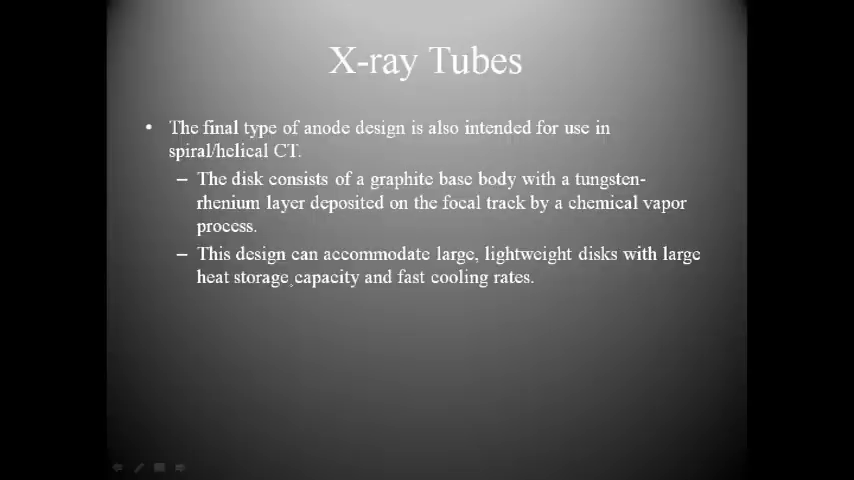 X-ray Tubes
• The final type of anode design is also intended for use in
spiral/helical CT.
– The disk consists of a graphite base body with a tungsten-
rhenium layer deposited on the focal track by a chemical vapor
process.
– This design can accommodate large, lightweight disks with large
heat storage capacity and fast cooling rates.